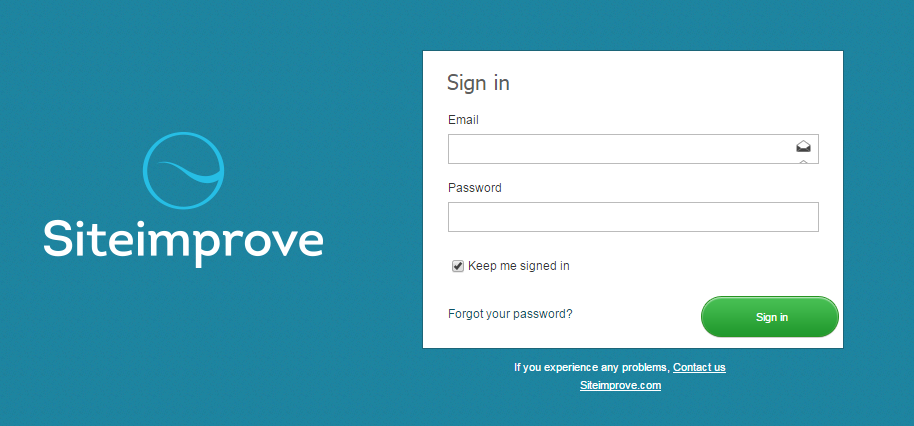 Siteimprove
Sign in
Email
Password
Keep me signed in
Forgot your password?
Sign in
If you experience any problems, Contact us
Siteimprove.com